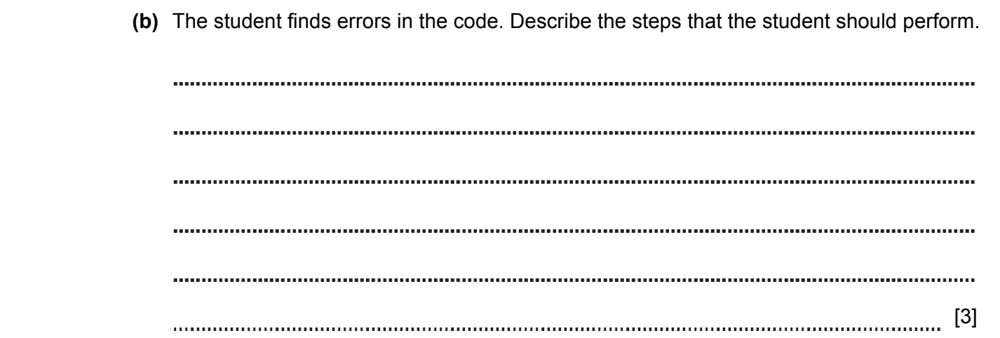 (b) The student finds errors in the code. Describe the steps that the student should perform.
[3]